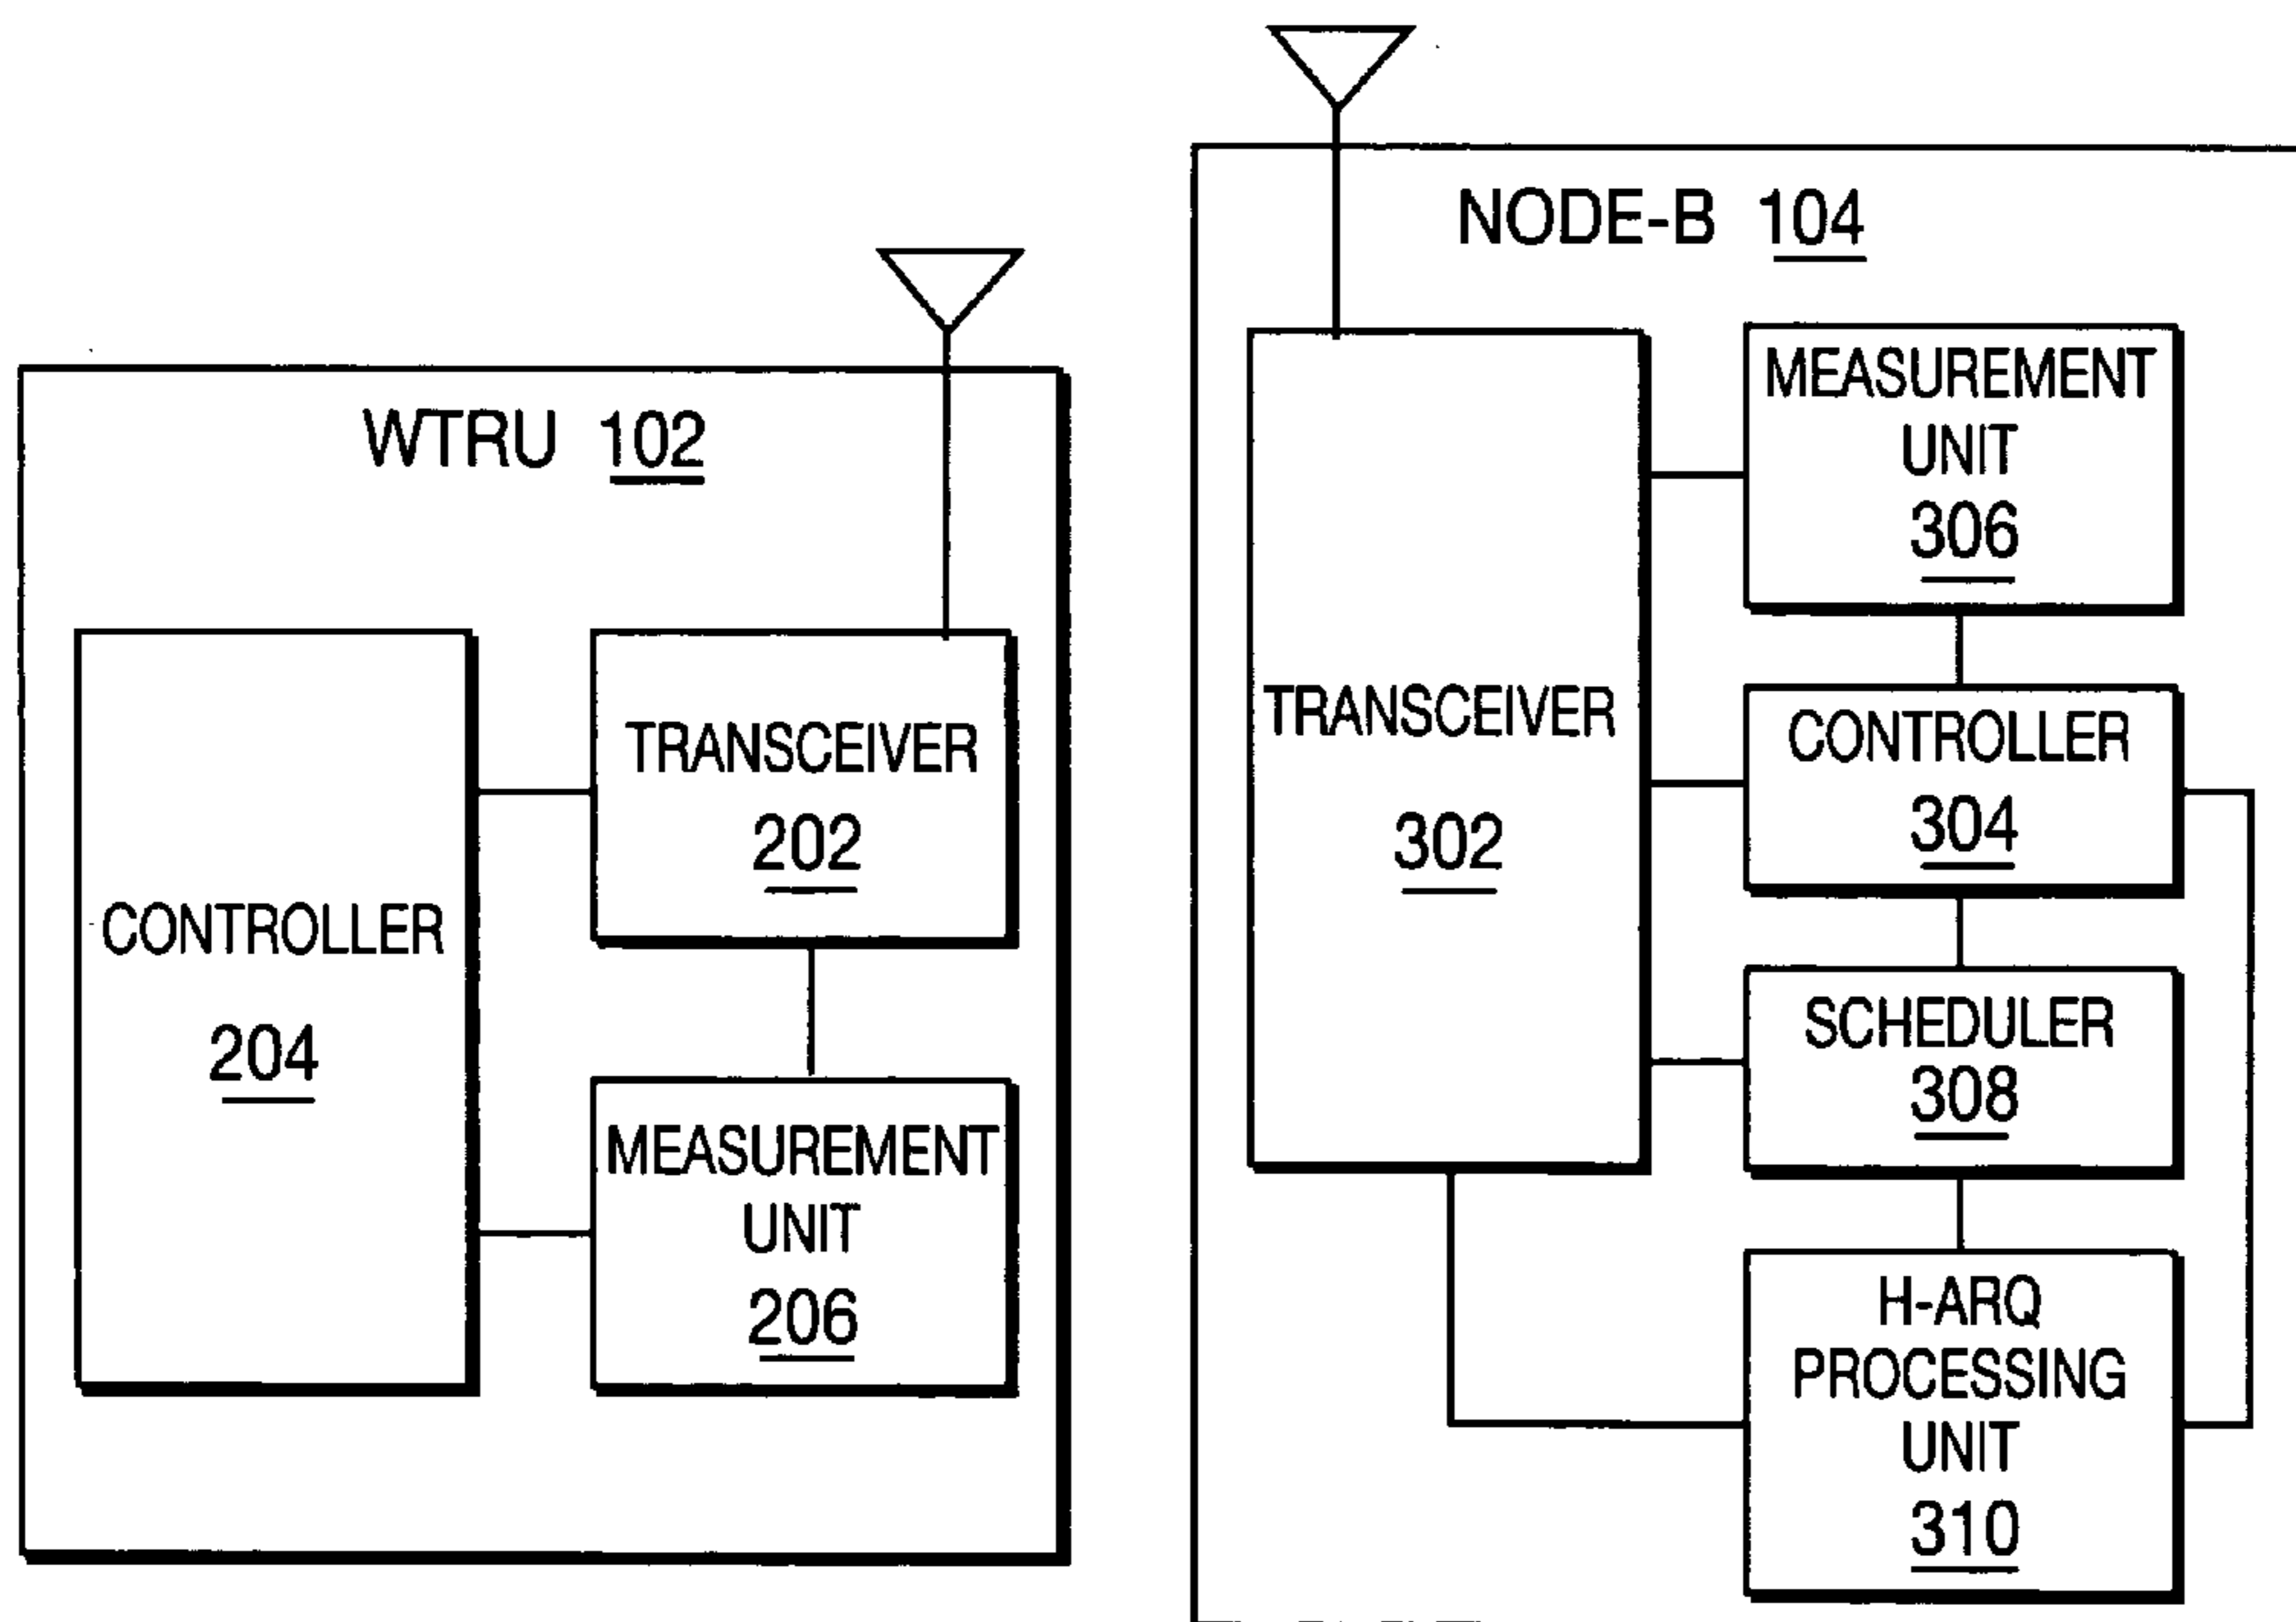 WTRU 102
CONTROLLER
204
TRANSCEIVER
202
MEASUREMENT
UNIT
206
NODE-B 104
TRANSCEIVER
302
MEASUREMENT
UNIT
306
CONTROLLER
304
SCHEDULER
308
H-ARQ
PROCESSING
UNIT
310